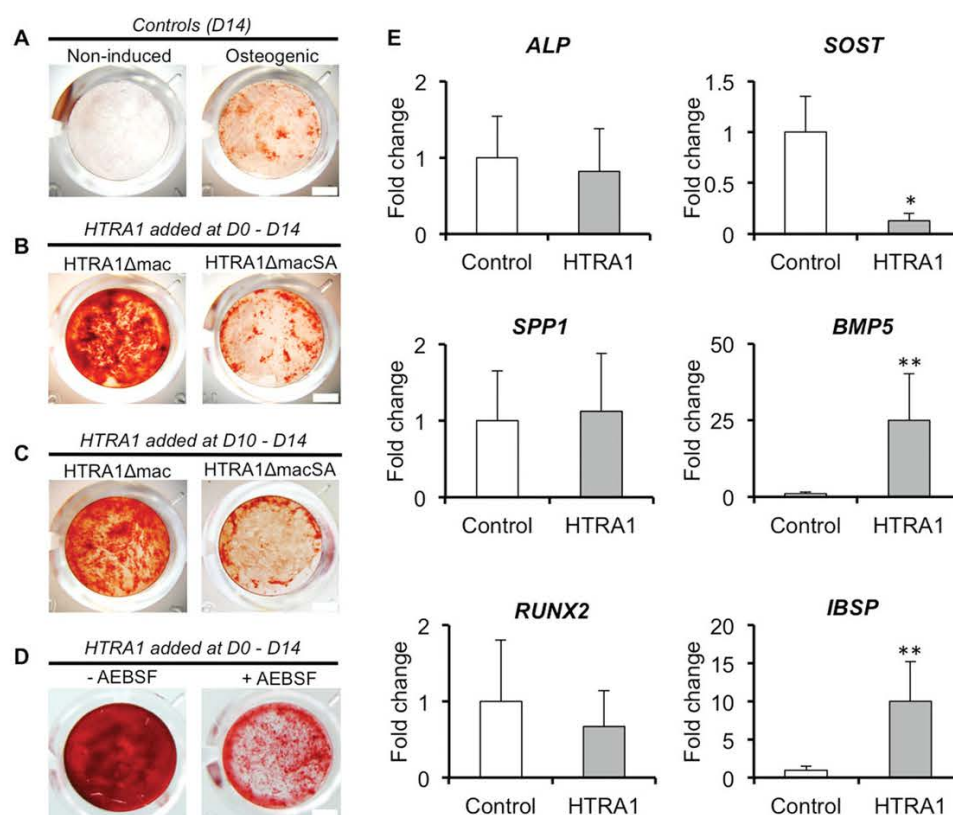 A
Controls (D14)
Non-induced
Osteogenic
B
HTRA1 added at D0 - D14
HTRA1Δmac
HTRA1ΔmacSA
C
HTRA1 added at D10 - D14
HTRA1Δmac
HTRA1ΔmacSA
D
HTRA1 added at D0 - D14
- AEBSF
+ AEBSF
E
ALP
Fold change
2
1
0
Control
HTRA1
SOST
Fold change
1.5
1
0.5
0
*
Control
HTRA1
SPP1
Fold change
2
1
0
Control
HTRA1
BMP5
Fold change
50
25
0
**
Control
HTRA1
RUNX2
Fold change
2
1
0
Control
HTRA1
IBSP
Fold change
20
15
10
5
0
**
Control
HTRA1